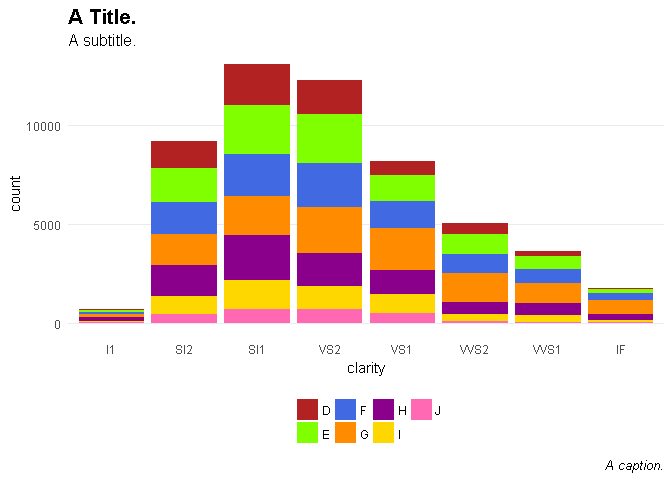 A Title.
A subtitle.
10000
5000
0
count
I1 SI2 SI1 VS2 VS1 VVS2 VVS1 IF
clarity
D F H J
E G I
A caption.